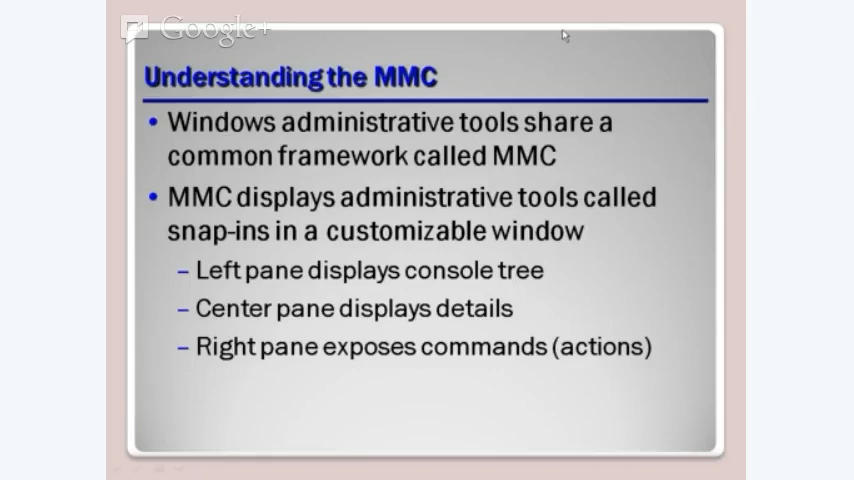 Google+
Understanding the MMC
• Windows administrative tools share a
common framework called MMC
• MMC displays administrative tools called
snap-ins in a customizable window
– Left pane displays console tree
– Center pane displays details
– Right pane exposes commands (actions)